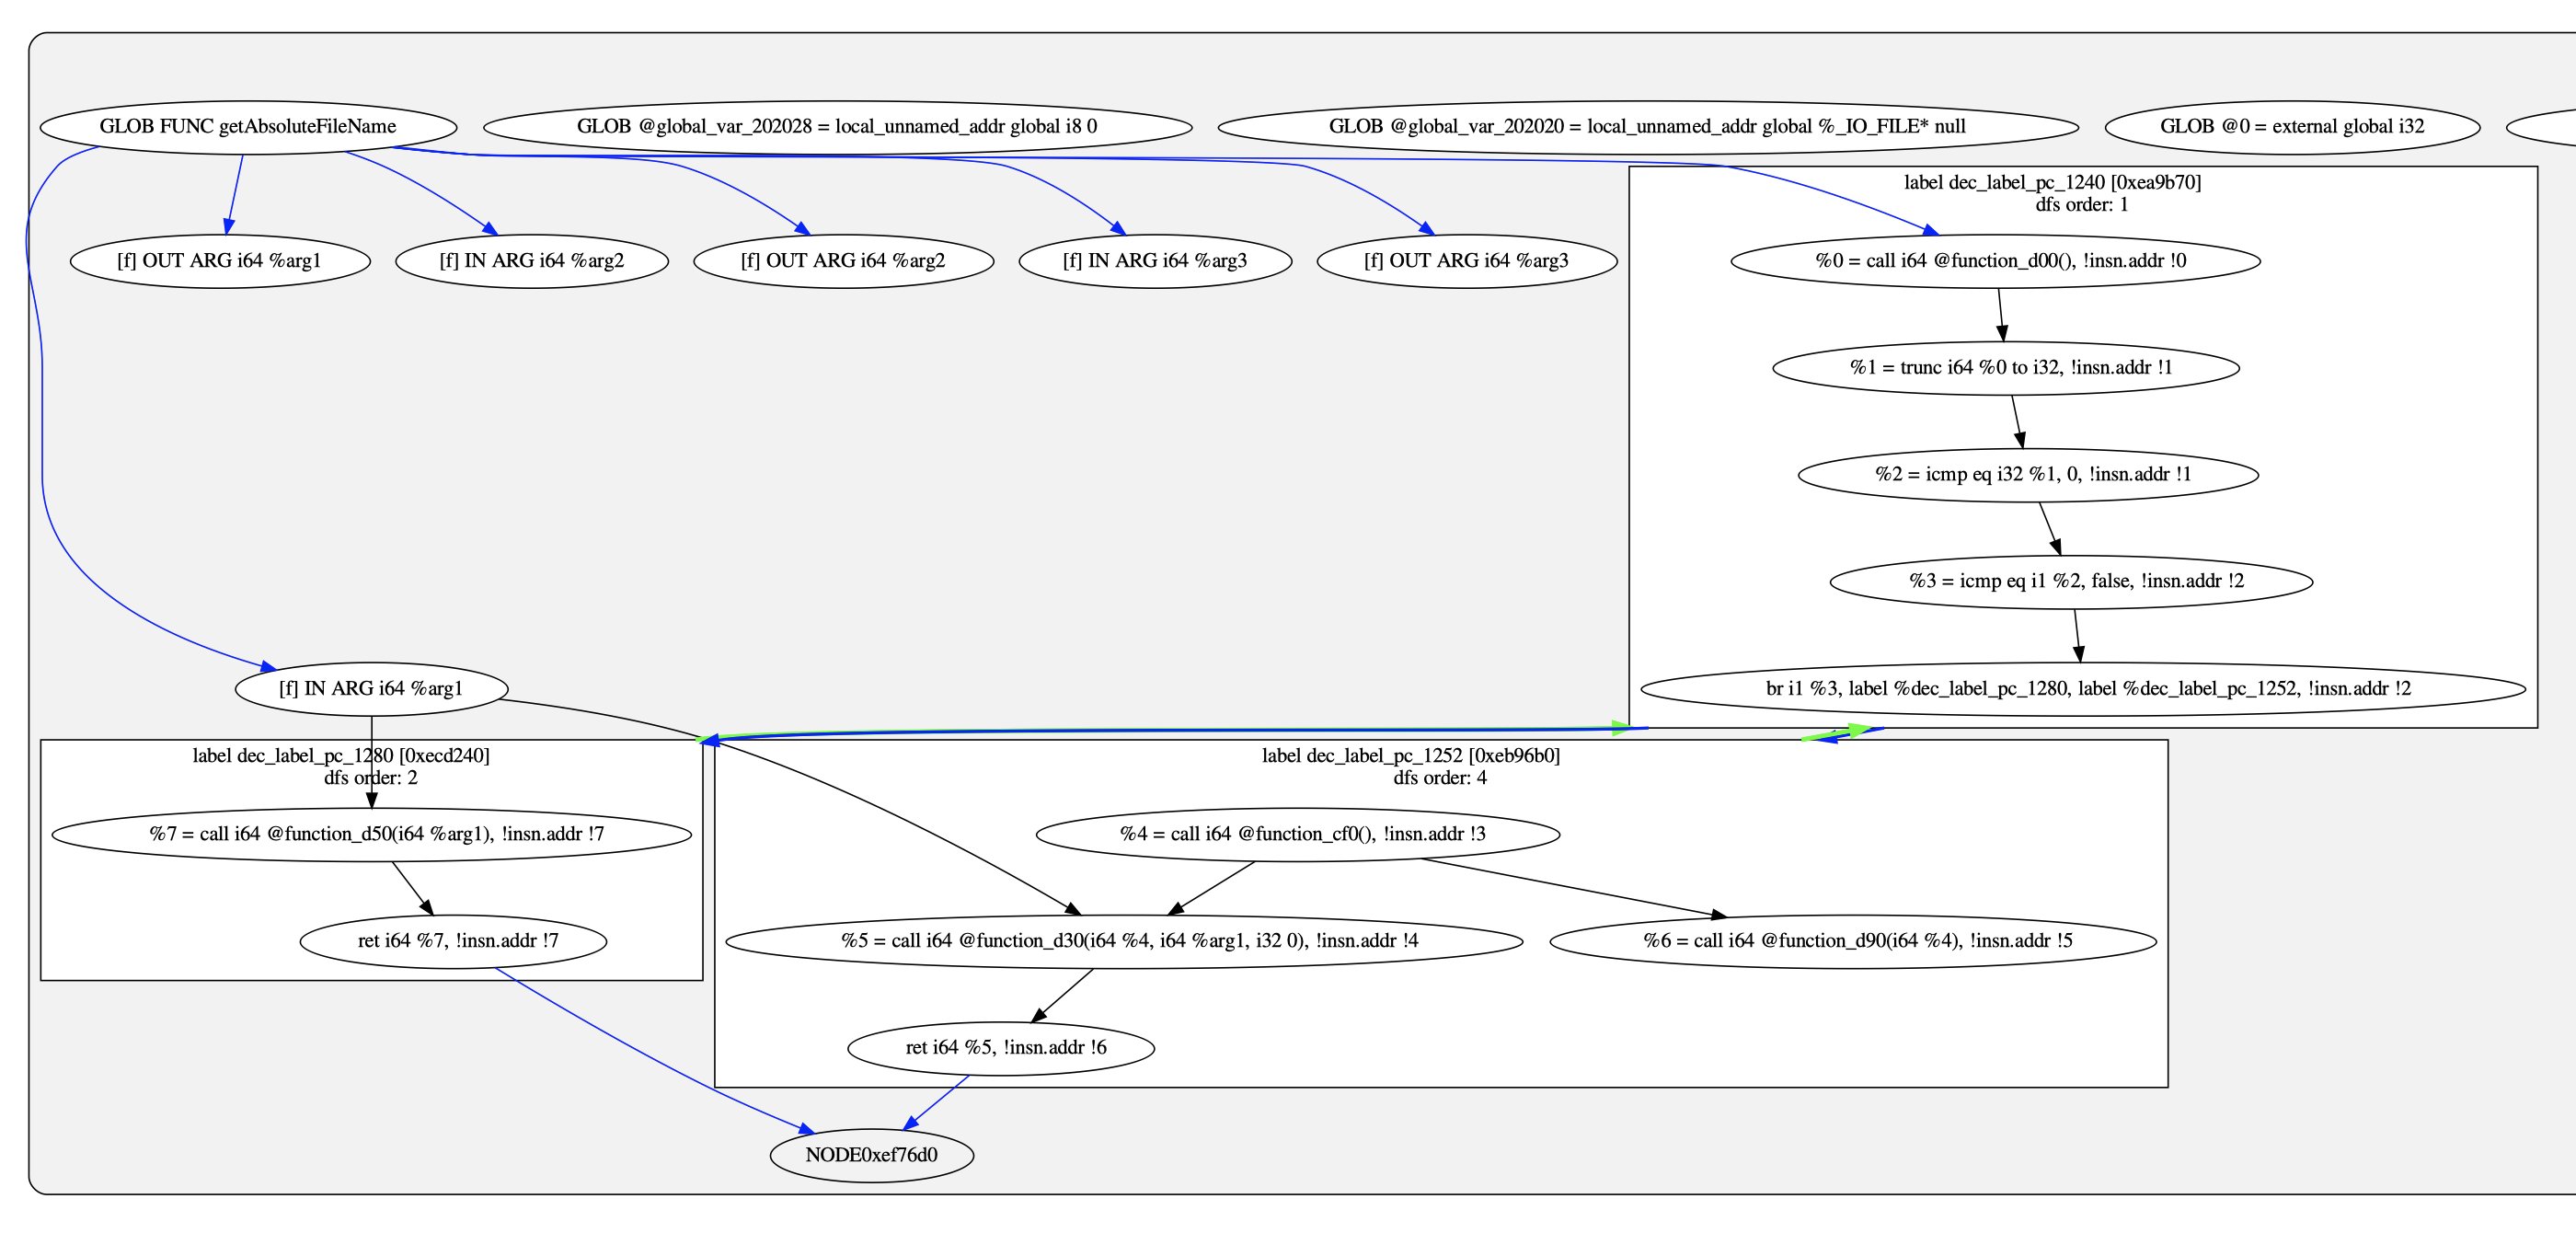 GLOB FUNC getAbsoluteFileName
GLOB @global_var_202028 = local_unnamed_addr global i8 0
GLOB @global_var_202020 = local_unnamed_addr global %_IO_FILE* null
GLOB @0 = external global i32
label dec_label_pc_1240 [0xea9b70]
dfs order: 1
[f] OUT ARG i64 %arg1
[f] IN ARG i64 %arg2
[f] OUT ARG i64 %arg2
[f] IN ARG i64 %arg3
[f] OUT ARG i64 %arg3
%0 = call i64 @function_d00(), !insn.addr !0
%1 = trunc i64 %0 to i32, !insn.addr !1
%2 = icmp eq i32 %1, 0, !insn.addr !1
%3 = icmp eq i1 %2, false, !insn.addr !2
[f] IN ARG i64 %arg1
br i1 %3, label %dec_label_pc_1280, label %dec_label_pc_1252, !insn.addr !2
label dec_label_pc_1280 [0xecd240]
dfs order: 2
%7 = call i64 @function_d50(i64 %arg1), !insn.addr !7
ret i64 %7, !insn.addr !7
label dec_label_pc_1252 [0xeb96b0]
dfs order: 4
%4 = call i64 @function_cf0(), !insn.addr !3
%5 = call i64 @function_d30(i64 %4, i64 %arg1, i32 0), !insn.addr !4
%6 = call i64 @function_d90(i64 %4), !insn.addr !5
ret i64 %5, !insn.addr !6
NODE0xef76d0